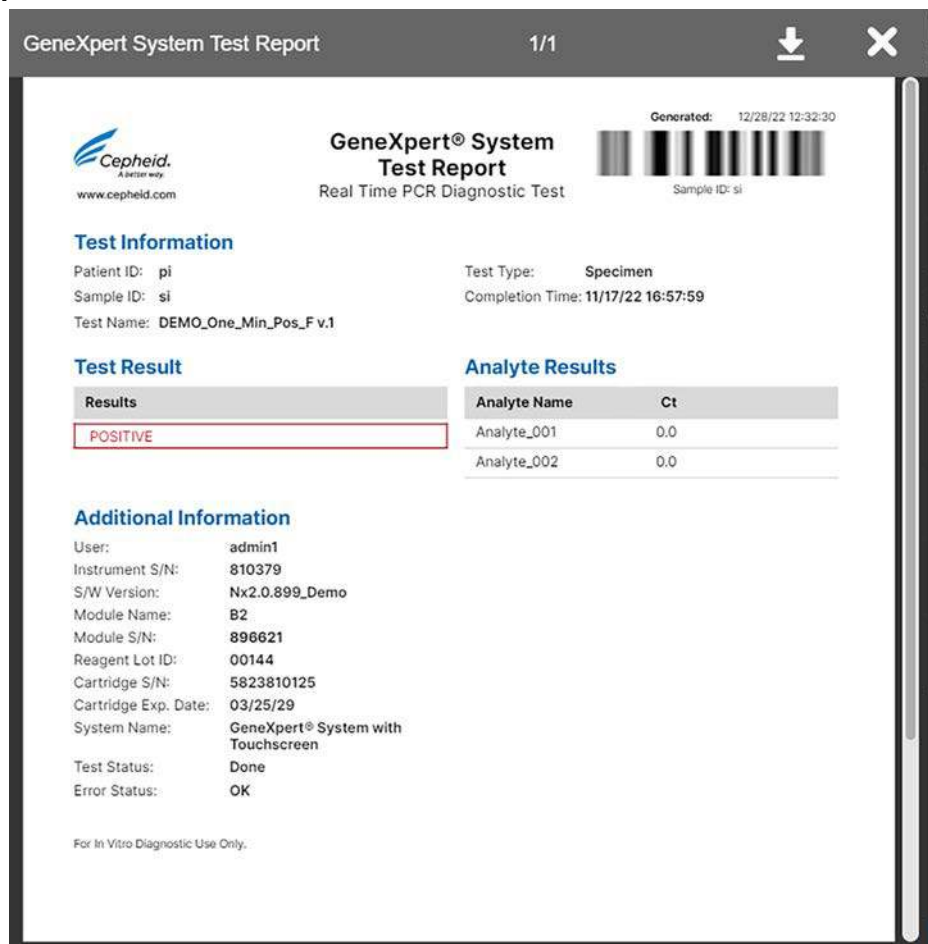 GeneXpert System Test Report 1/1
Generated: 12/28/22 12:32:30
Cepheid.
A better way.
www.cepheid.com
GeneXpert® System
Test Report
Real Time PCR Diagnostic Test
Sample ID: si
Test Information
Patient ID: pi
Sample ID: si
Test Name: DEMO_One_Min_Pos_F v.1
Test Type: Specimen
Completion Time: 11/17/22 16:57:59
Test Result
Results
POSITIVE
Analyte Results
Analyte Name Ct
Analyte_001 0.0
Analyte_002 0.0
Additional Information
User: admin1
Instrument S/N: 810379
S/W Version: Nx2.0.899_Demo
Module Name: B2
Module S/N: 896621
Reagent Lot ID: 00144
Cartridge S/N: 5823810125
Cartridge Exp. Date: 03/25/29
System Name: GeneXpert® System with
Touchscreen
Test Status: Done
Error Status: OK
For In Vitro Diagnostic Use Only.